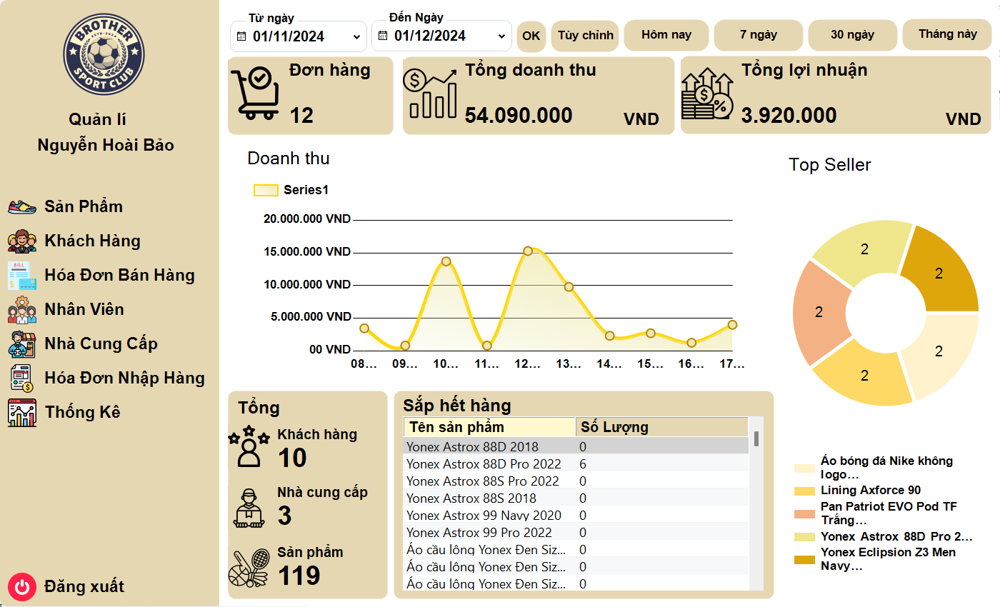 BROTHER
ESTD-2024
SPORT CLUB
Quản lí
Nguyễn Hoài Bảo
Sản Phẩm
Khách Hàng
BILL
Hóa Đơn Bán Hàng
Nhân Viên
Nhà Cung Cấp
Hóa Đơn Nhập Hàng
Thống Kê
Đăng xuất
Từ ngày
01/11/2024
Đến Ngày
01/12/2024
OK
Tùy chỉnh
Hôm nay
7 ngày
30 ngày
Tháng này
Đơn hàng
12
Tổng doanh thu
54.090.000 VND
Tổng lợi nhuận
3.920.000 VND
Doanh thu
Series1
20.000.000 VND
15.000.000 VND
10.000.000 VND
5.000.000 VND
00 VND
08... 09... 10... 11... 12... 13... 14... 15... 16... 17...
Top Seller
2
2
2
2
2
Áo bóng đá Nike không
logo...
Lining Axforce 90
Pan Patriot EVO Pod TF
Trắng...
Yonex Astrox 88D Pro 2...
Yonex Eclipsion Z3 Men
Navy...
Tổng
Khách hàng
10
Nhà cung cấp
3
Sản phẩm
119
Sắp hết hàng
Tên sản phẩm Số Lượng
Yonex Astrox 88D 2018 0
Yonex Astrox 88D Pro 2022 6
Yonex Astrox 88S Pro 2022 0
Yonex Astrox 88S 2018 0
Yonex Astrox 99 Navy 2020 0
Yonex Astrox 99 Pro 2022 0
Áo cầu lông Yonex Đen Siz... 0
Áo cầu lông Yonex Đen Siz... 0
Áo cầu lông Yonex Đen Siz... 0